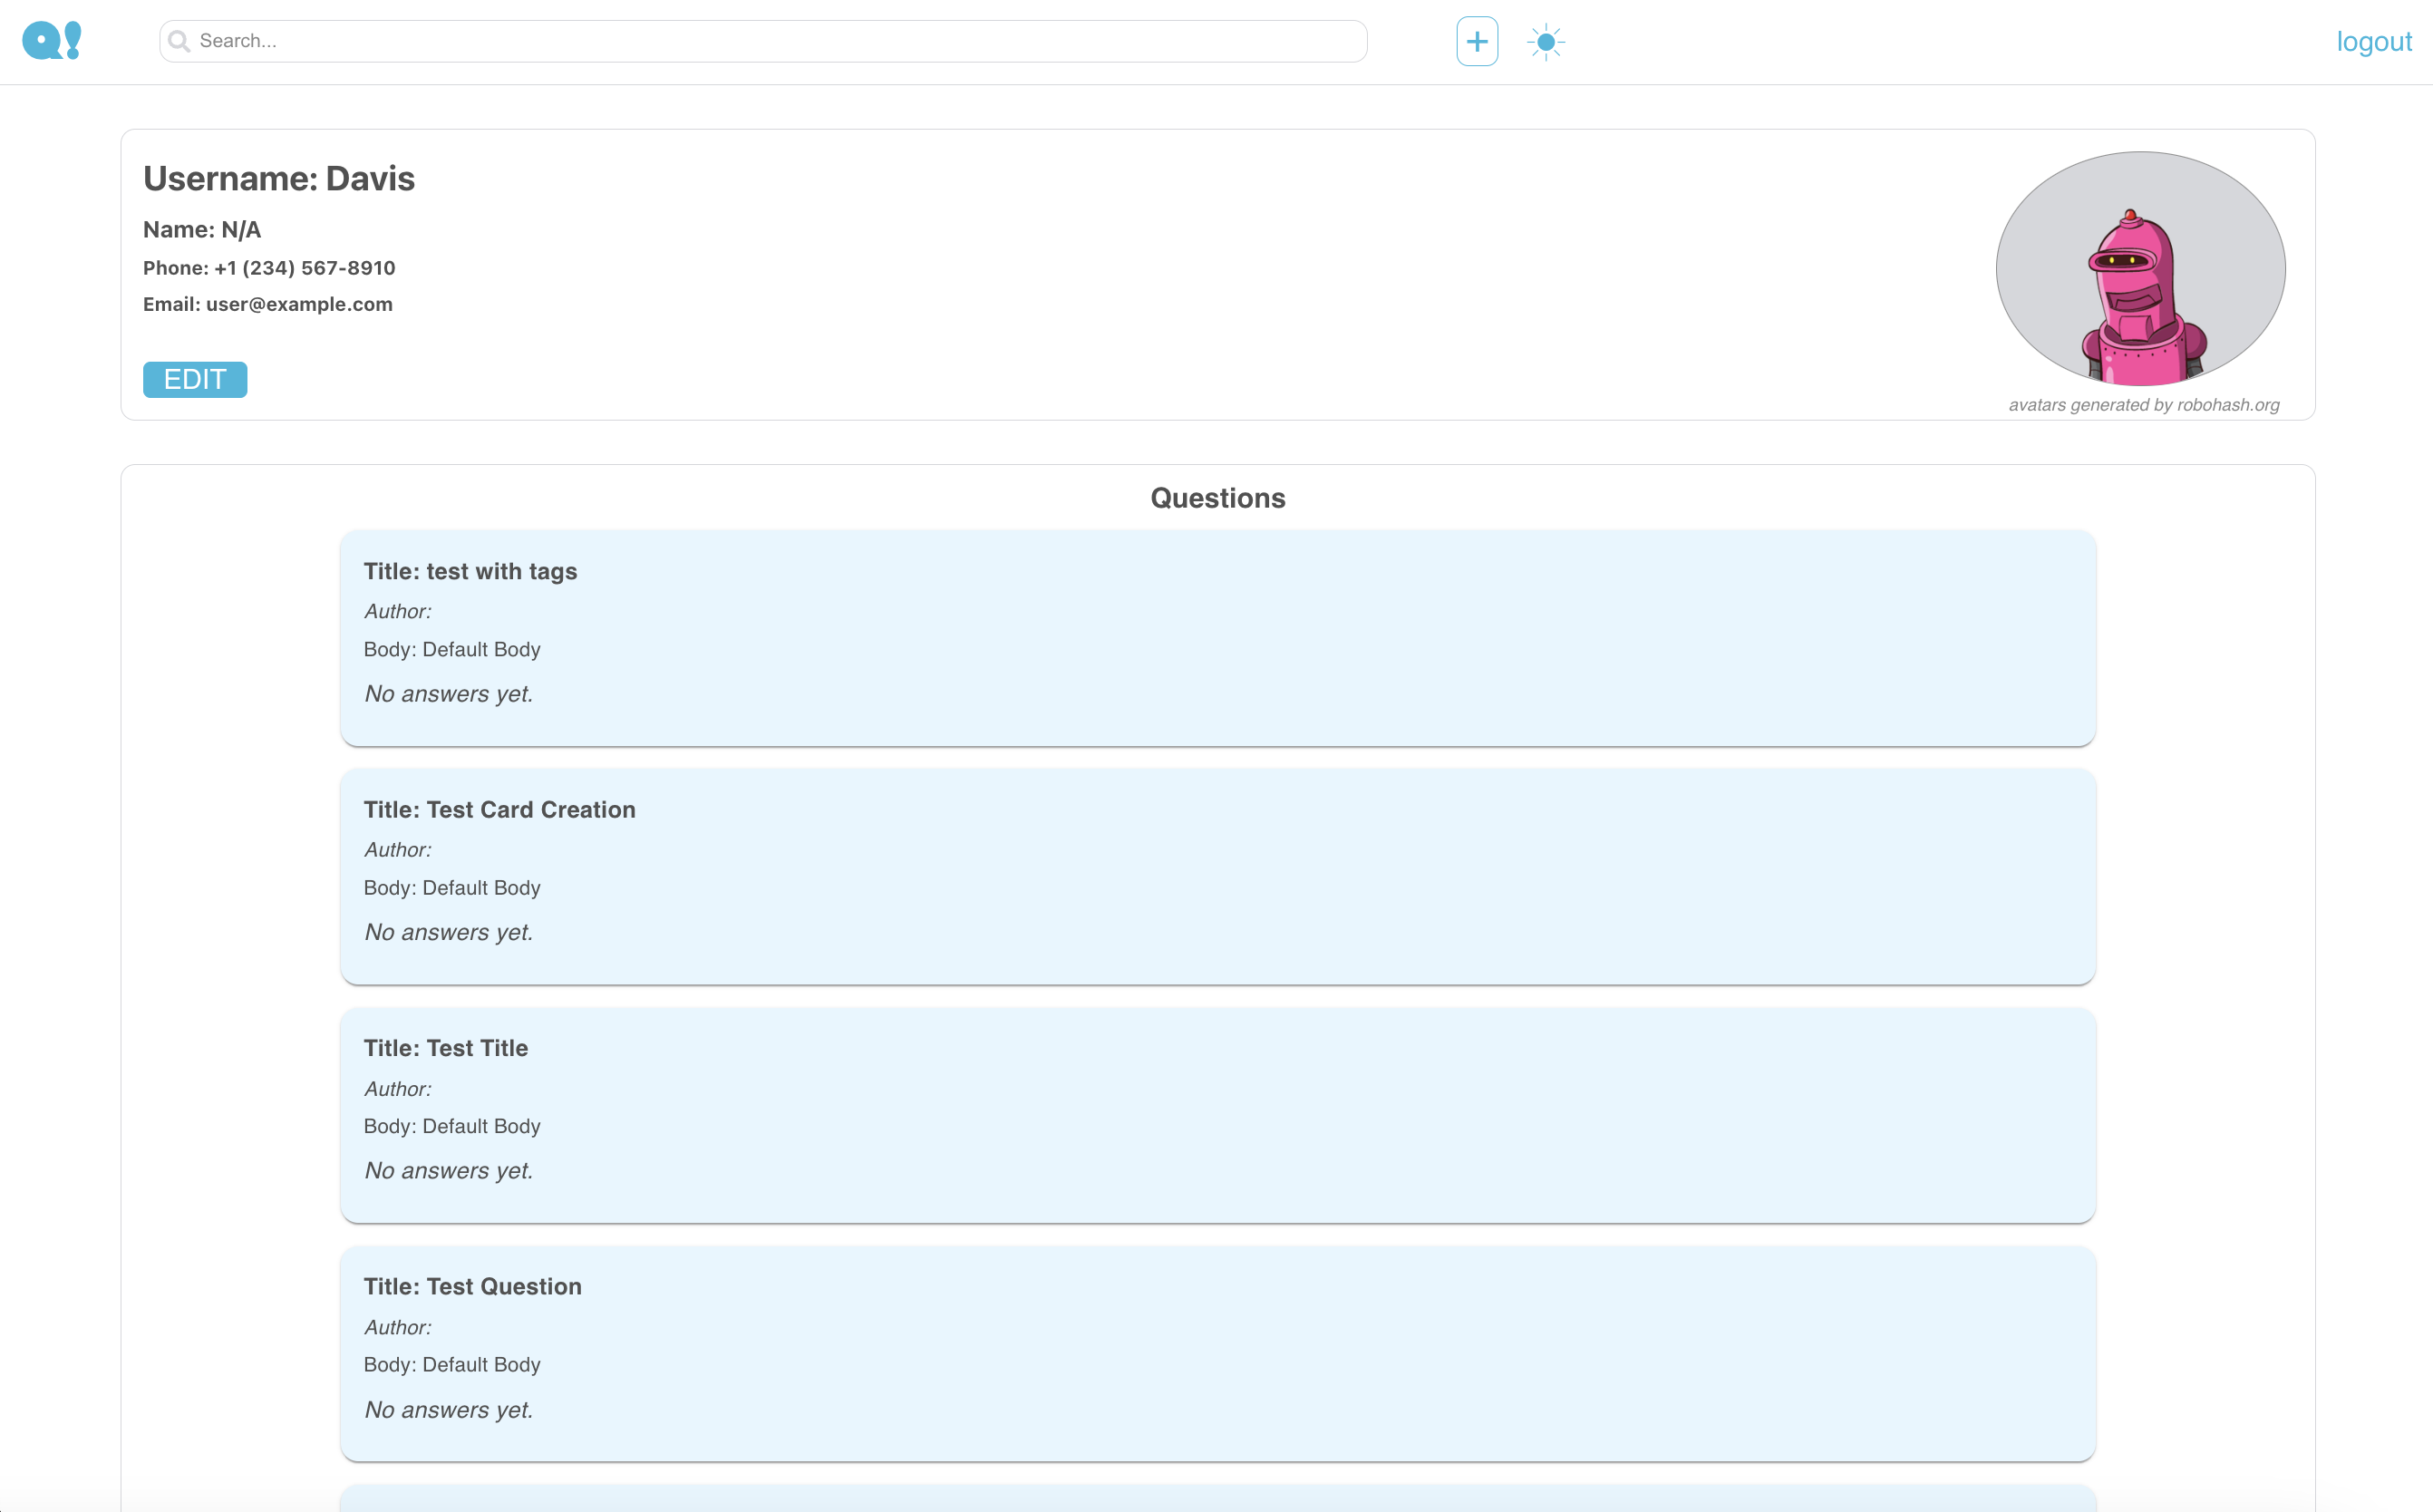 Q!
Search...
logout
Username: Davis
Name: N/A
Phone: +1 (234) 567-8910
Email: user@example.com
EDIT
avatars generated by robohash.org
Questions
Title: test with tags
Author:
Body: Default Body
No answers yet.
Title: Test Card Creation
Author:
Body: Default Body
No answers yet.
Title: Test Title
Author:
Body: Default Body
No answers yet.
Title: Test Question
Author:
Body: Default Body
No answers yet.